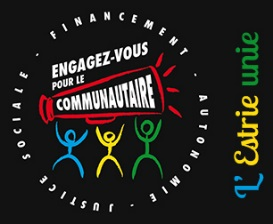 FINANCEMENT - AUTONOMIE - JUSTICE SOCIALE -
ENGAGEZ-VOUS
POUR LE
COMMUNAUTAIRE
L'Estrie unie